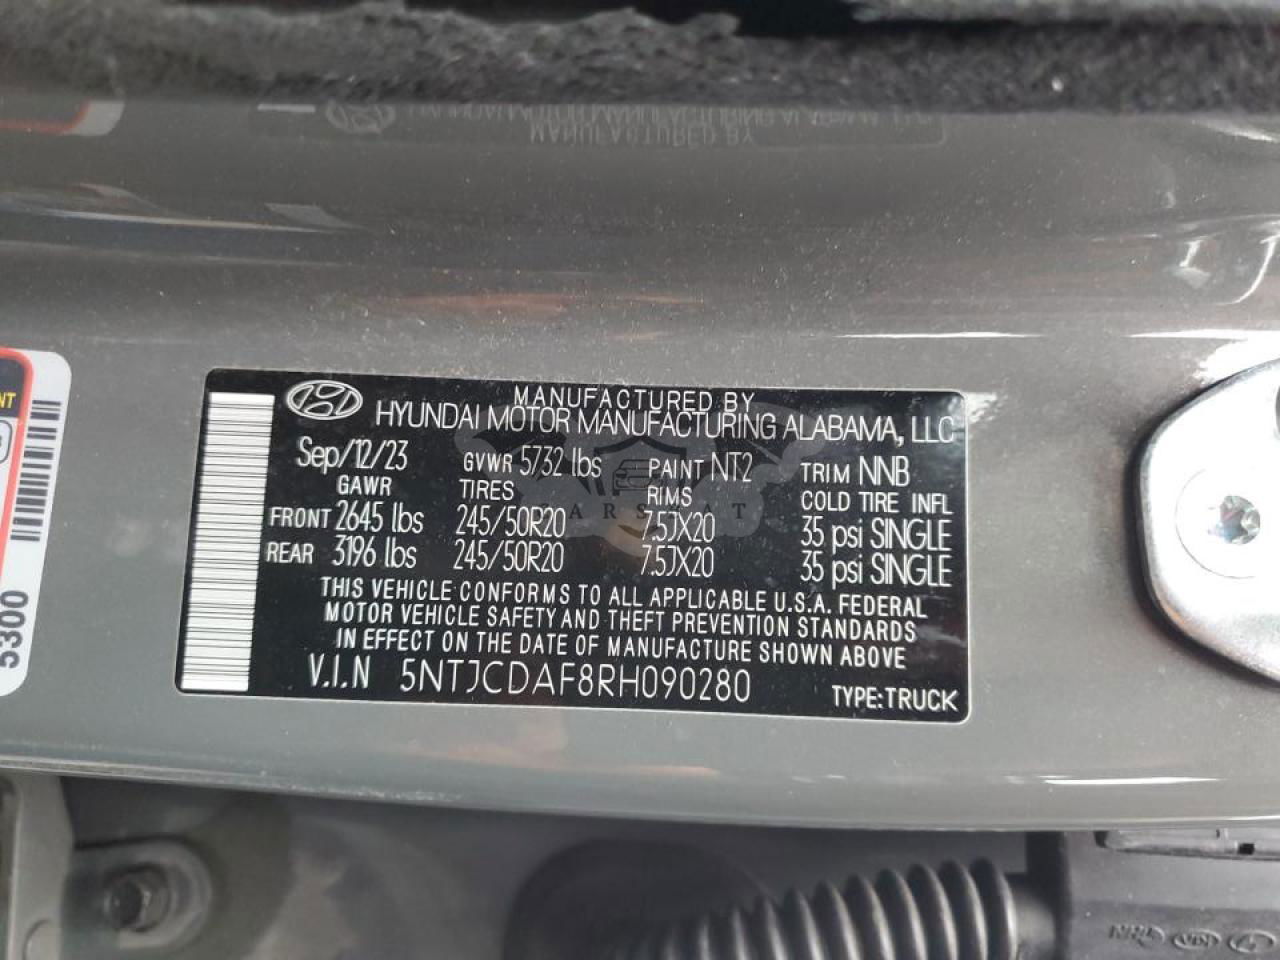 MANUFACTURED BY
HYUNDAI MOTOR MANUFACTURING ALABAMA, LLC
Sep/12/23 GVWR 5732 lbs PAINT NT2 TRIM NNB
GAWR TIRES RIMS COLD TIRE INFL
FRONT 2645 lbs 245/50R20 7.5JX20 35 psi SINGLE
REAR 3196 lbs 245/50R20 7.5JX20 35 psi SINGLE
THIS VEHICLE CONFORMS TO ALL APPLICABLE U.S.A. FEDERAL
MOTOR VEHICLE SAFETY AND THEFT PREVENTION STANDARDS
IN EFFECT ON THE DATE OF MANUFACTURE SHOWN ABOVE
V.I.N 5NTJCDAF8RH090280 TYPE:TRUCK
5300